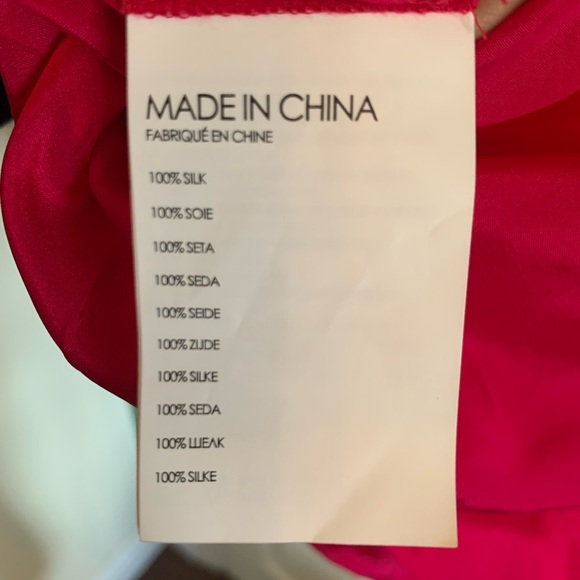 MADE IN CHINA
FABRIQUÉ EN CHINE
100% SILK
100% SOIE
100% SETA
100% SEDA
100% SEIDE
100% ZIJDE
100% SILKE
100% SEDA
100% ШЕЛК
100% SILKE